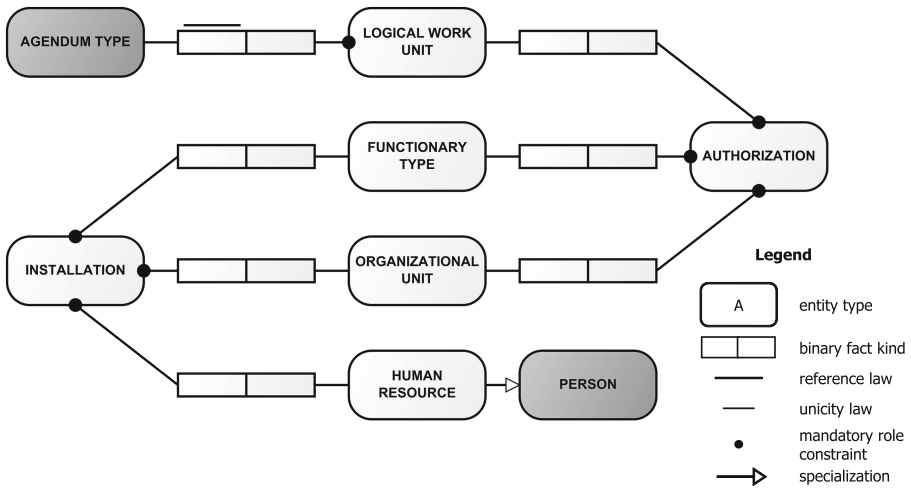 AGENDUM TYPE
LOGICAL WORK
UNIT
FUNCTIONARY
TYPE
AUTHORIZATION
INSTALLATION
ORGANIZATIONAL
UNIT
HUMAN
RESOURCE
PERSON
Legend
A
entity type
binary fact kind
reference law
unicity law
mandatory role
constraint
specialization